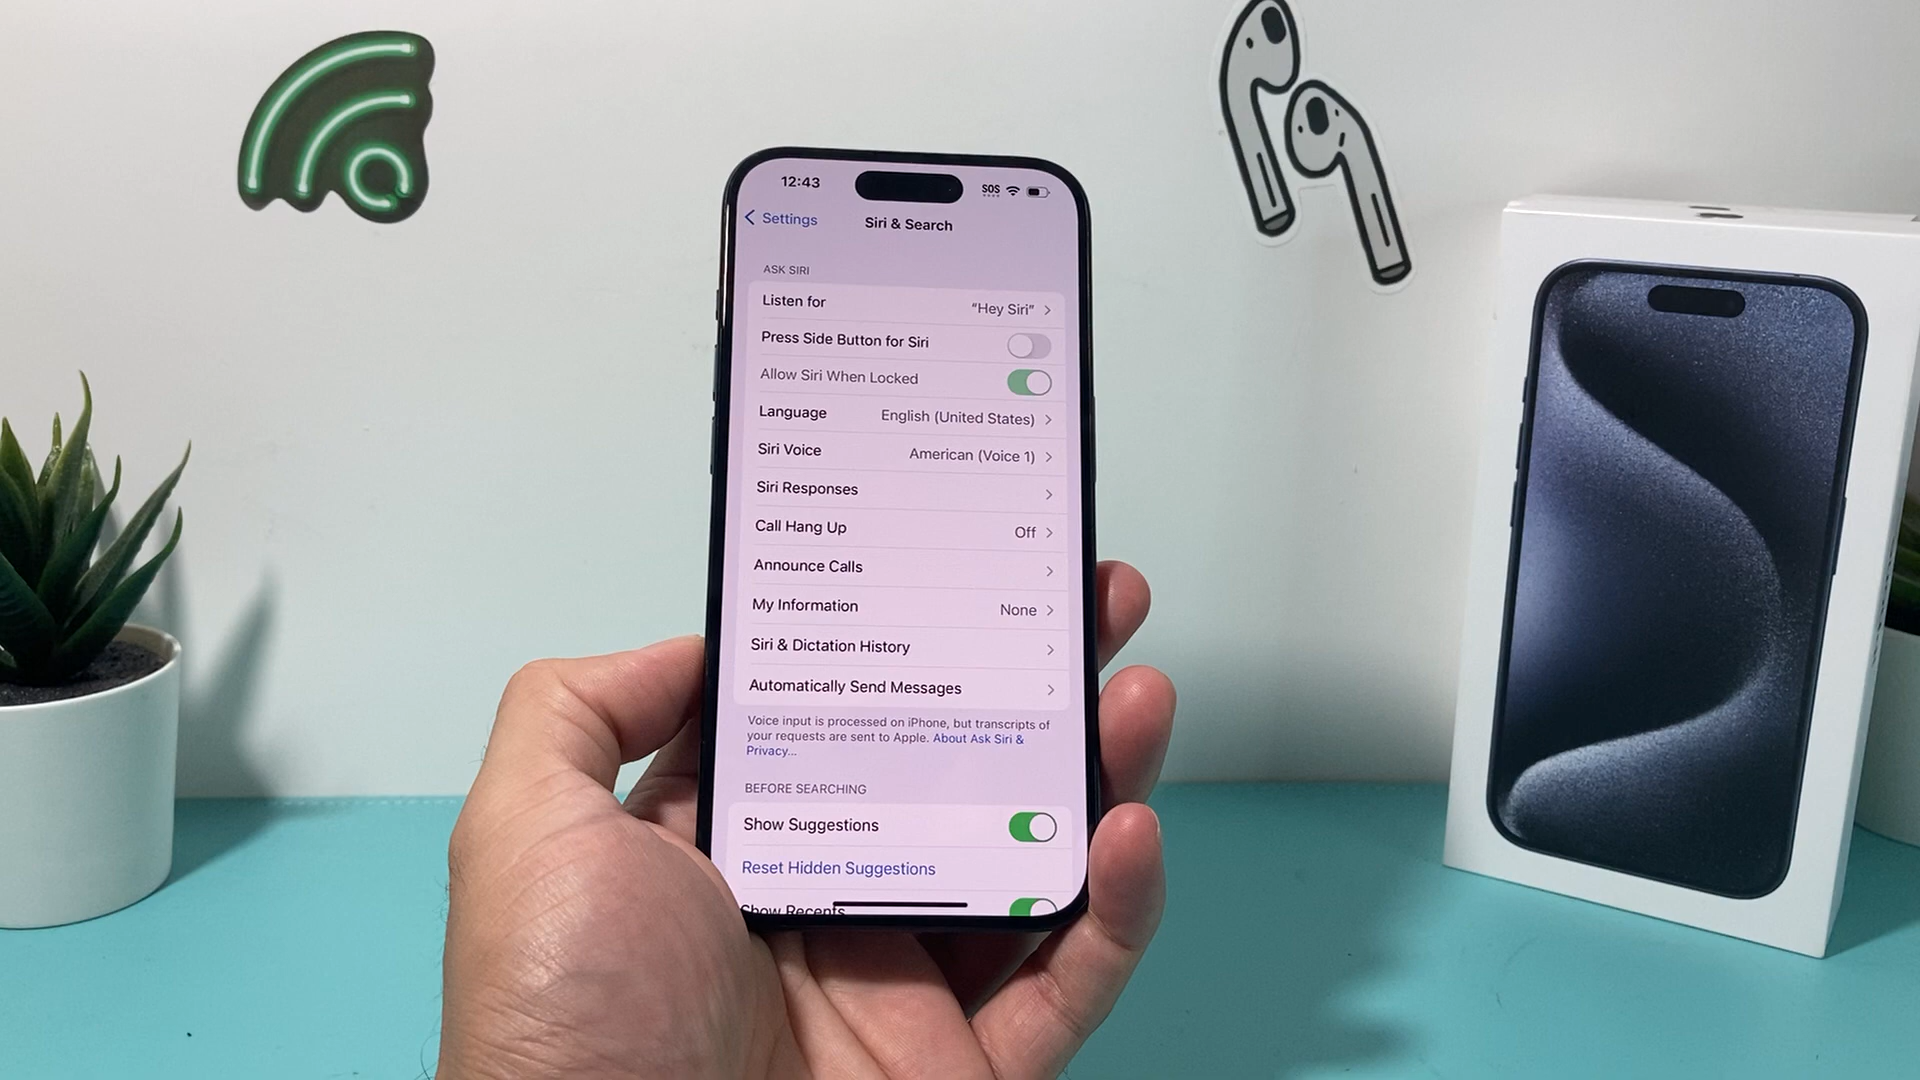 12:43
SOS
Settings
Siri & Search
ASK SIRI
Listen for "Hey Siri"
Press Side Button for Siri
Allow Siri When Locked
Language English (United States)
Siri Voice American (Voice 1)
Siri Responses
Call Hang Up Off
Announce Calls
My Information None
Siri & Dictation History
Automatically Send Messages
Voice input is processed on iPhone, but transcripts of
your requests are sent to Apple. About Ask Siri &
Privacy...
BEFORE SEARCHING
Show Suggestions
Reset Hidden Suggestions
Show Recents